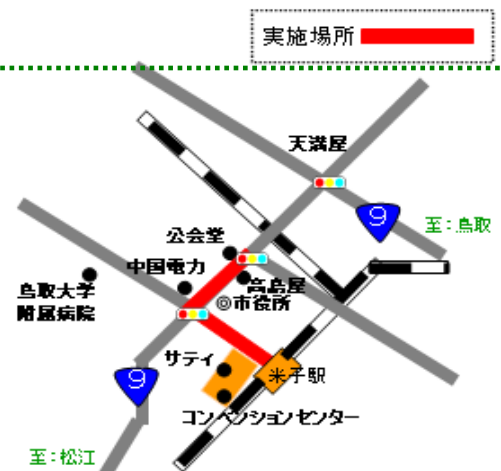 実施場所
天満屋
9
至:鳥取
公会堂
中国電力
高島屋
◎市役所
鳥取大学
附属病院
サティ
米子駅
9
コンベンションセンター
至:松江